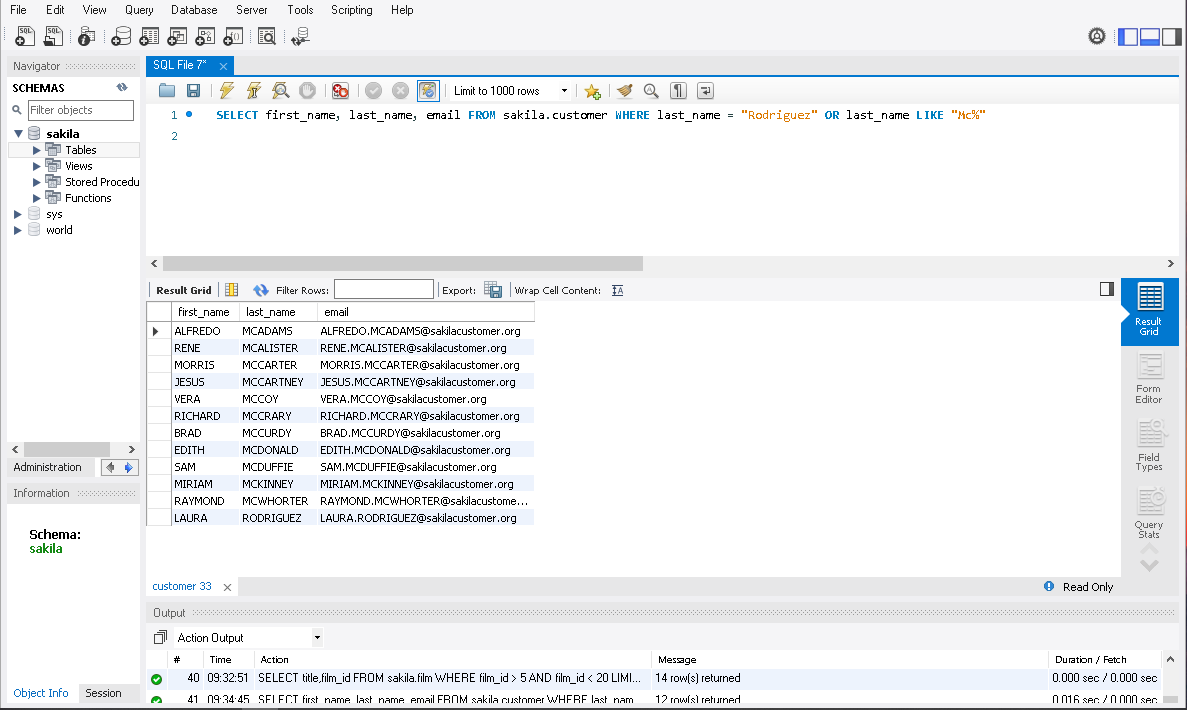 File Edit View Query Database Server Tools Scripting Help
Navigator
SQL File 7* ×
SCHEMAS
Limit to 1000 rows
Filter objects
1 SELECT first_name, last_name, email FROM sakila.customer WHERE last_name = "Rodriguez" OR last_name LIKE "Mc%"
2
sakila
Tables
Views
Stored Procedu
Functions
sys
world
Result Grid Filter Rows: Export: Wrap Cell Content:
first_name last_name email
ALFREDO MCADAMS ALFREDO.MCADAMS@sakilacustomer.org
RENE MCALISTER RENE.MCALISTER@sakilacustomer.org
MORRIS MCCARTER MORRIS.MCCARTER@sakilacustomer.org
JESUS MCCARTNEY JESUS.MCCARTNEY@sakilacustomer.org
VERA MCCOY VERA.MCCOY@sakilacustomer.org
RICHARD MCCRARY RICHARD.MCCRARY@sakilacustomer.org
BRAD MCCURDY BRAD.MCCURDY@sakilacustomer.org
EDITH MCDONALD EDITH.MCDONALD@sakilacustomer.org
SAM MCDUFFIE SAM.MCDUFFIE@sakilacustomer.org
MIRIAM MCKINNEY MIRIAM.MCKINNEY@sakilacustomer.org
RAYMOND MCWHORTER RAYMOND.MCWHORTER@sakilacustome...
LAURA RODRIGUEZ LAURA.RODRIGUEZ@sakilacustomer.org
Result
Grid
Form
Editor
Field
Types
Query
Stats
Administration
Information
Schema:
sakila
customer 33 ×
Read Only
Output
Action Output
# Time Action Message Duration / Fetch
40 09:32:51 SELECT title,film_id FROM sakila.film WHERE film_id > 5 AND film_id < 20 LIMI... 14 row(s) returned 0.000 sec / 0.000 sec
41 09:34:45 SELECT first_name, last_name, email FROM sakila.customer WHERE last_nam 12 row(s) returned 0.016 sec / 0.000 sec
Object Info Session